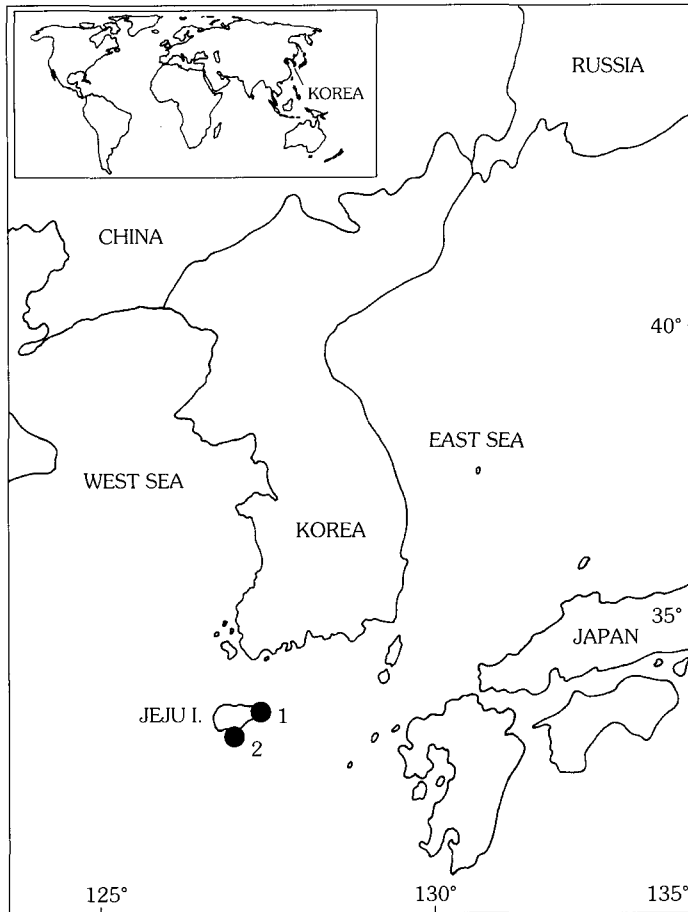 KOREA
RUSSIA
CHINA
40°
EAST SEA
WEST SEA
KOREA
35°
JAPAN
JEJU I.
1
2
125°
130°
135°